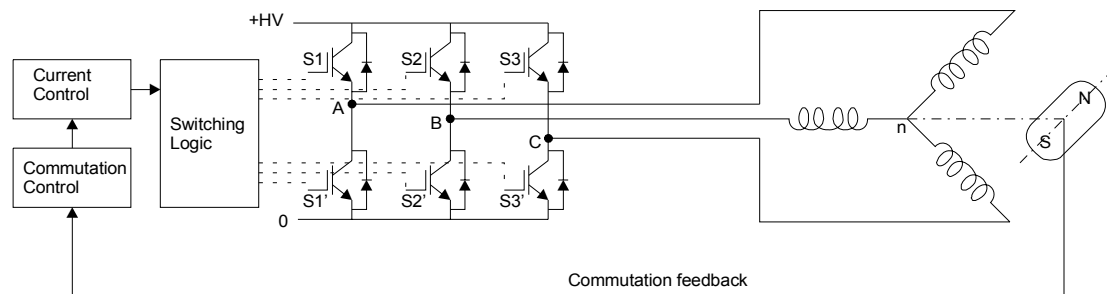 +HV
S1
S2
S3
Current
Control
Switching
Logic
A
B
C
n
N
S
Commutation
Control
S1'
S2'
S3'
0
Commutation feedback